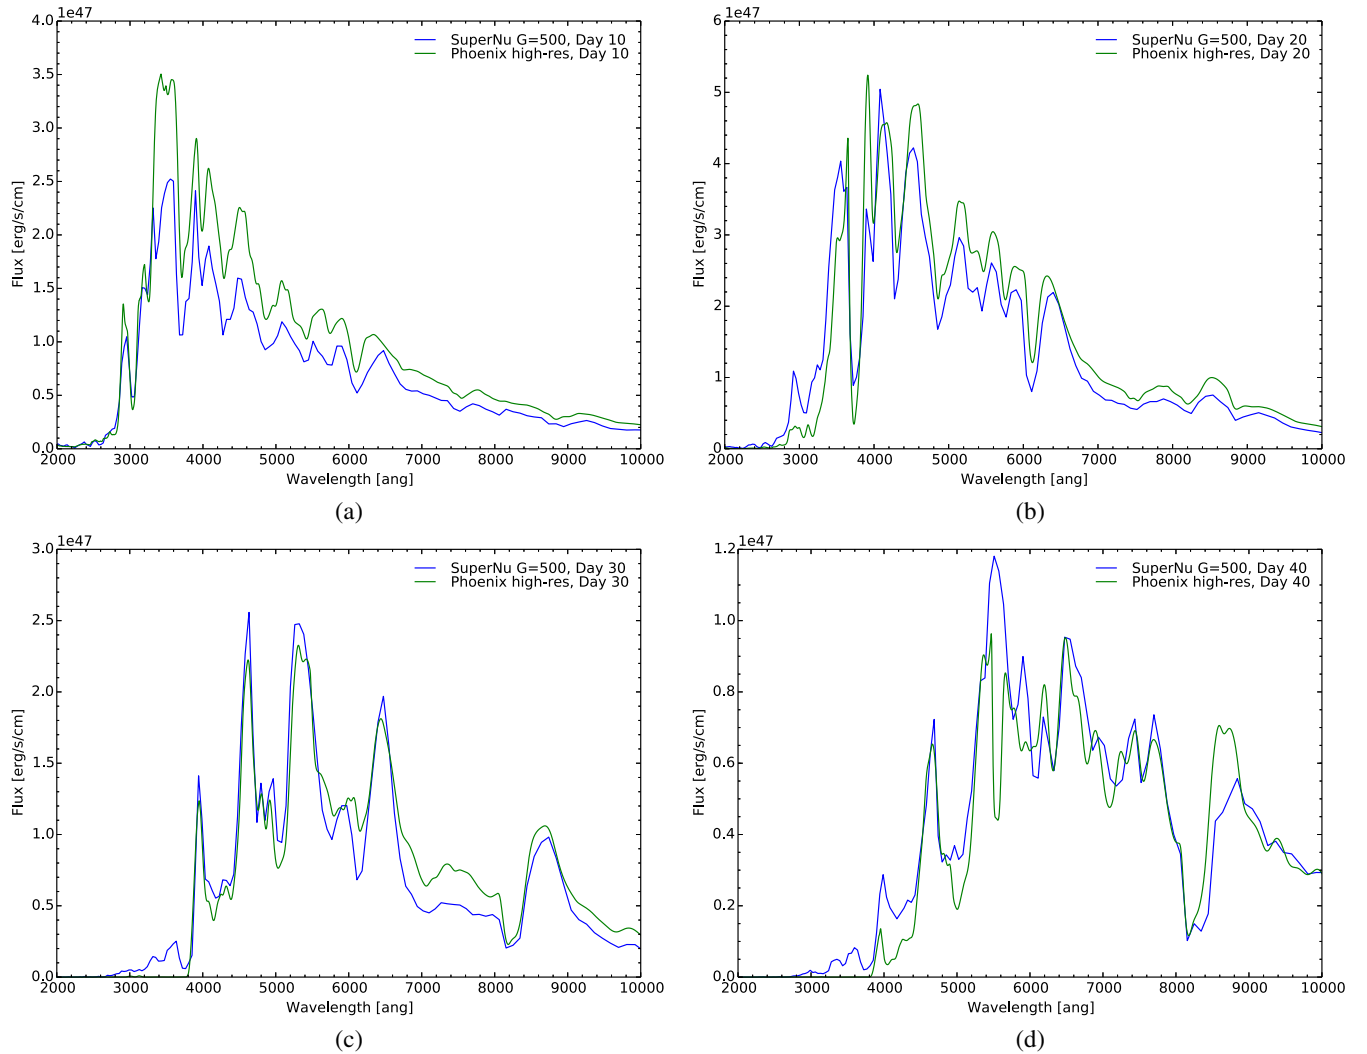 1e47
4.0
3.5
3.0
2.5
2.0
1.5
1.0
0.5
0.0
Flux [erg/s/cm]
SuperNu G=500, Day 10
Phoenix high-res, Day 10
2000 3000 4000 5000 6000 7000 8000 9000 10000
Wavelength [ang]
(a)
1e47
6
5
4
3
2
1
0
Flux [erg/s/cm]
SuperNu G=500, Day 20
Phoenix high-res, Day 20
2000 3000 4000 5000 6000 7000 8000 9000 10000
Wavelength [ang]
(b)
1e47
3.0
2.5
2.0
1.5
1.0
0.5
0.0
Flux [erg/s/cm]
SuperNu G=500, Day 30
Phoenix high-res, Day 30
2000 3000 4000 5000 6000 7000 8000 9000 10000
Wavelength [ang]
(c)
1e47
1.2
1.0
0.8
0.6
0.4
0.2
0.0
Flux [erg/s/cm]
SuperNu G=500, Day 40
Phoenix high-res, Day 40
2000 3000 4000 5000 6000 7000 8000 9000 10000
Wavelength [ang]
(d)